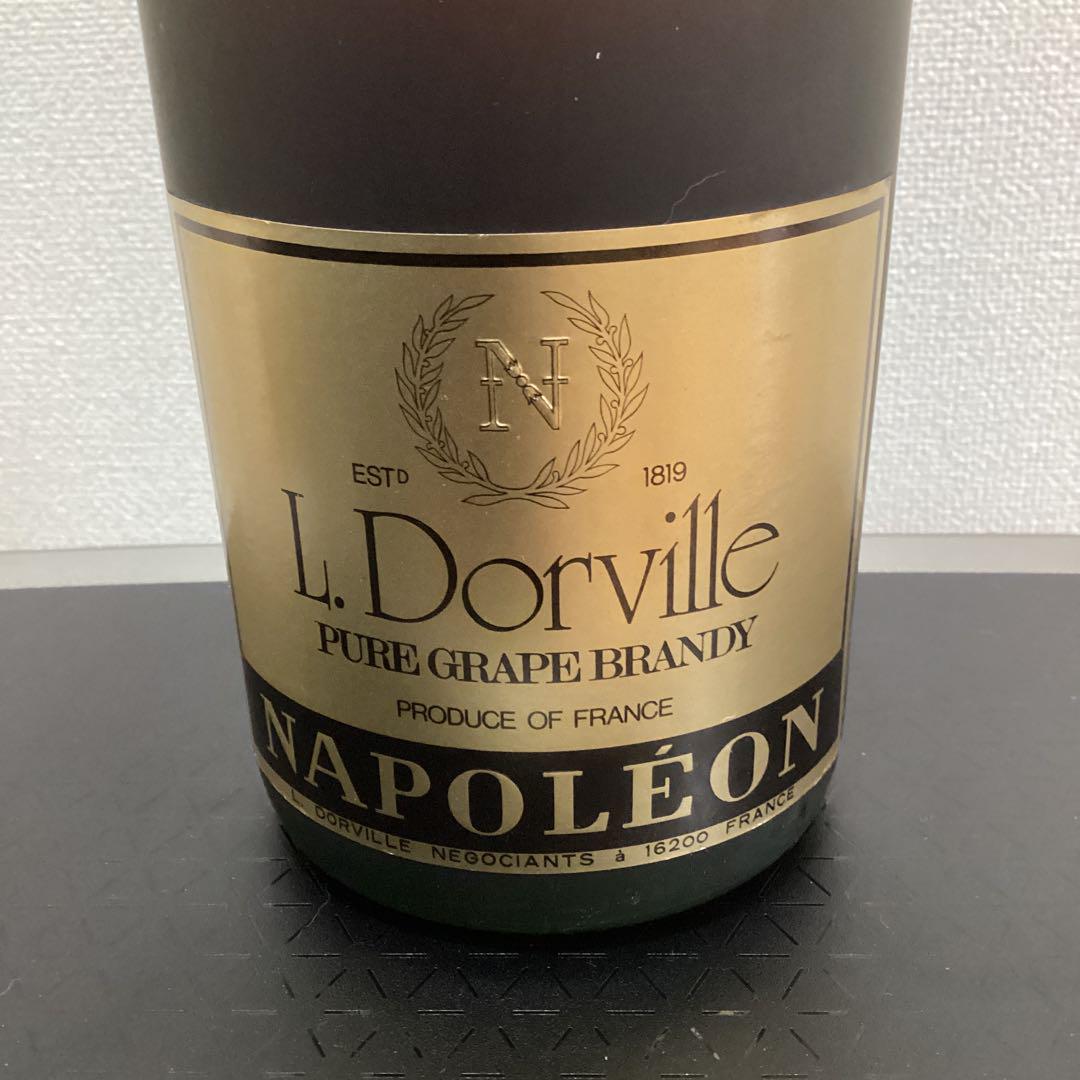 N
ESTD 1819
L. Dorville
PURE GRAPE BRANDY
PRODUCE OF FRANCE
NAPOLÉON
L. DORVILLE NEGOCIANTS à 16200 FRANCE